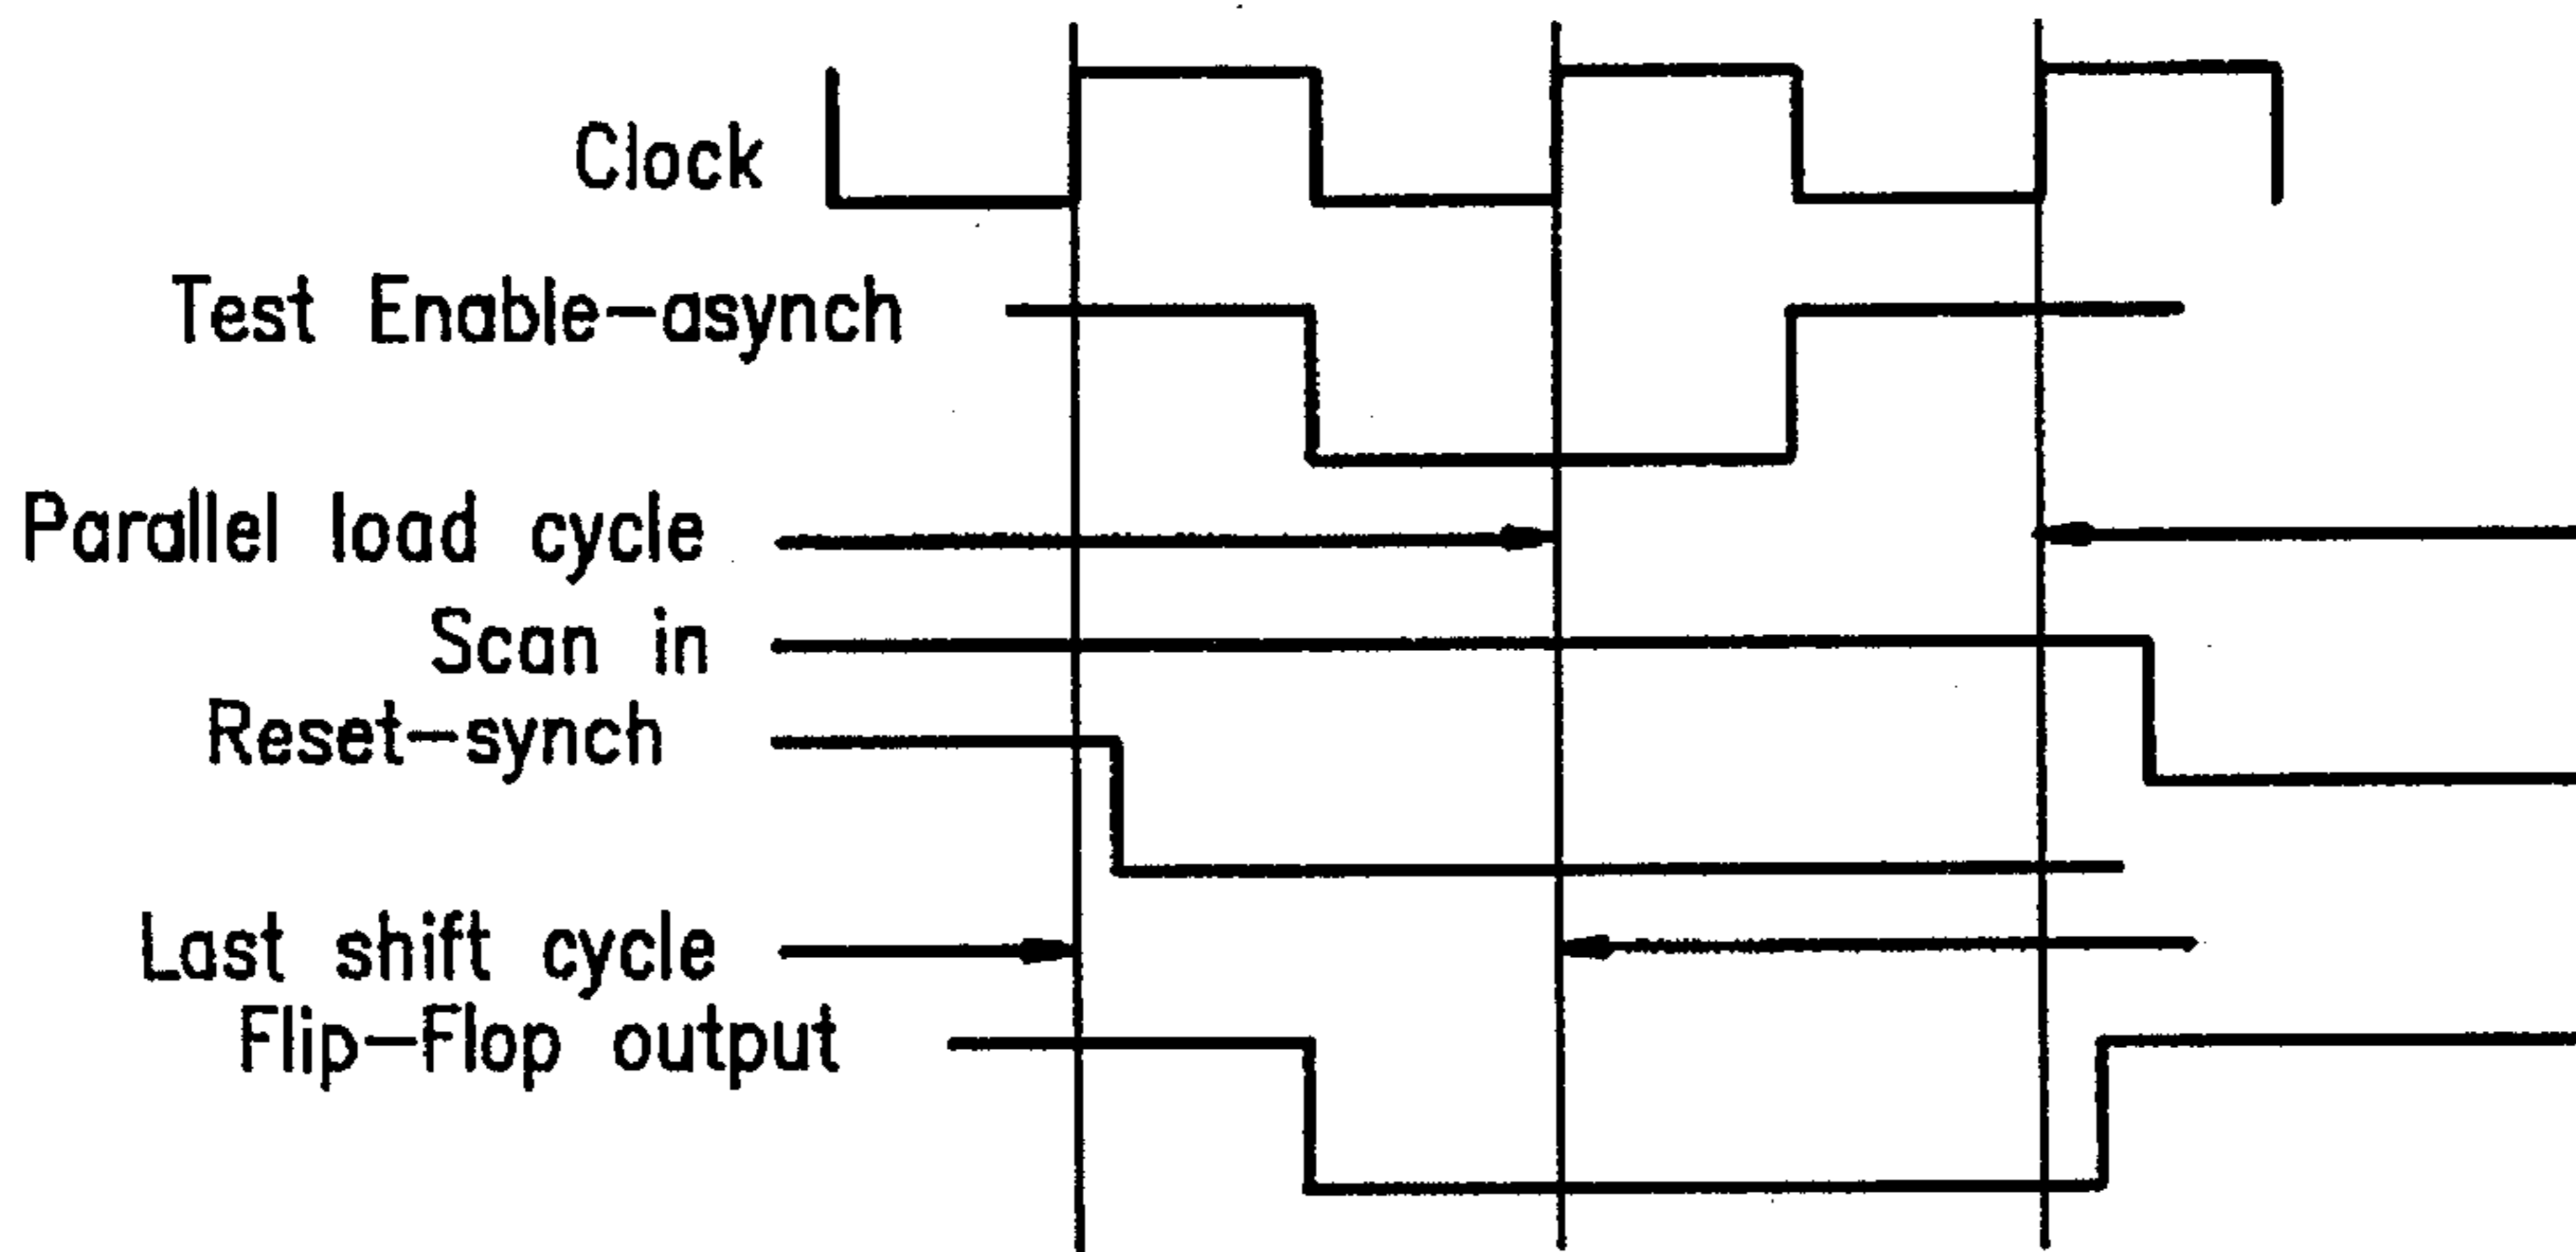 Clock
Test Enable-asynch
Parallel load cycle
Scan in
Reset-synch
Last shift cycle
Flip-Flop output